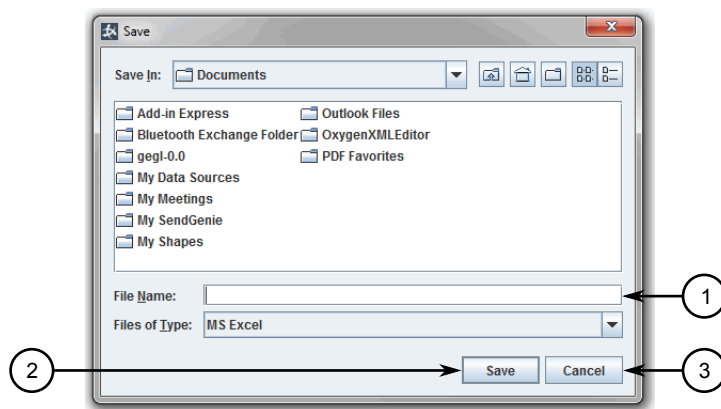 Save
Save In: Documents
Add-in Express
Outlook Files
Bluetooth Exchange Folder
OxygenXMLEditor
gegl-0.0
PDF Favorites
My Data Sources
My Meetings
My SendGenie
My Shapes
File Name:
1
Files of Type: MS Excel
2
Save
Cancel
3